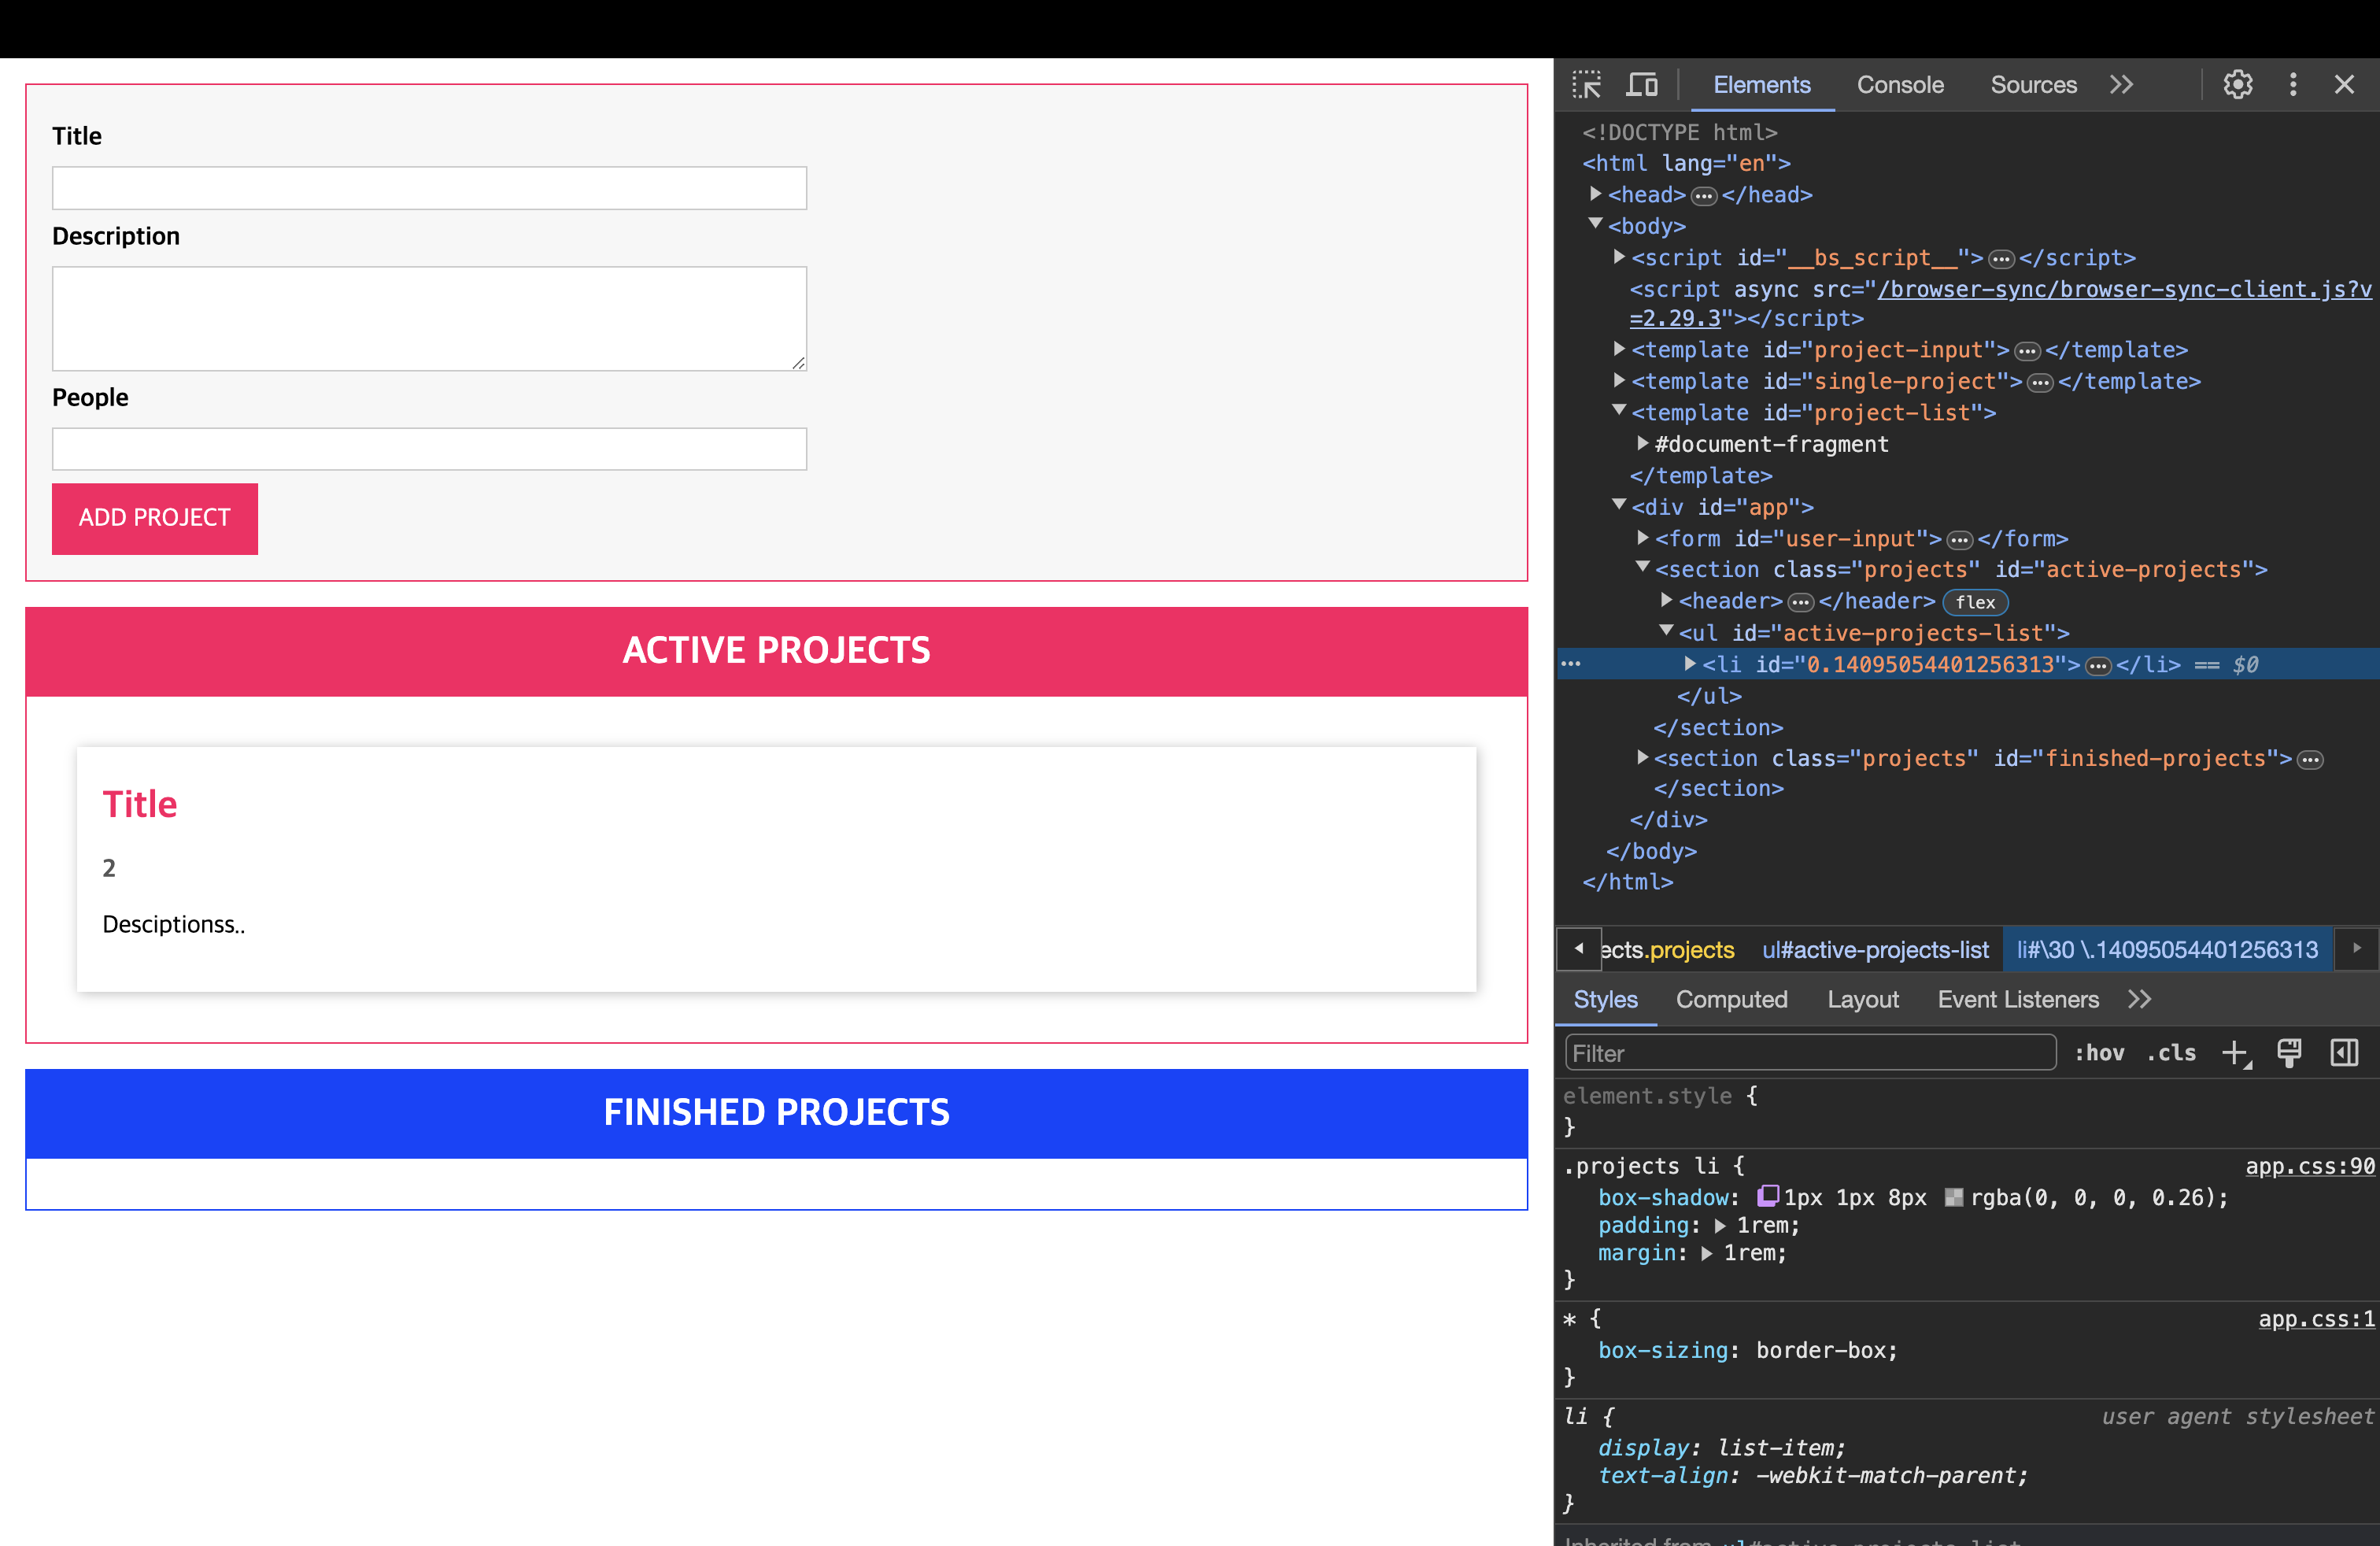 Title
Description
People
ADD PROJECT
ACTIVE PROJECTS
Title
2
Desciptionss..
FINISHED PROJECTS
Elements Console Sources
<!DOCTYPE html>
<html lang="en">
<head> ••• </head>
<body>
<script id="__bs_script__"> ••• </script>
<script async src="/browser-sync/browser-sync-client.js?v
=2.29.3"></script>
<template id="project-input"> ••• </template>
<template id="single-project"> ••• </template>
<template id="project-list">
#document-fragment
</template>
<div id="app">
<form id="user-input"> ••• </form>
<section class="projects" id="active-projects">
<header> ••• </header> flex
<ul id="active-projects-list">
••• <li id="0.14095054401256313"> ••• </li> == $0
</ul>
</section>
<section class="projects" id="finished-projects"> •••
</section>
</div>
</body>
</html>
ects.projects ul#active-projects-list li#\30 \.14095054401256313
Styles Computed Layout Event Listeners
Filter :hov .cls
element.style {
}
.projects li { app.css:90
box-shadow: 1px 1px 8px rgba(0, 0, 0, 0.26);
padding: 1rem;
margin: 1rem;
}
* { app.css:1
box-sizing: border-box;
}
li { user agent stylesheet
display: list-item;
text-align: -webkit-match-parent;
}
Inherited from ul#active-projects-list